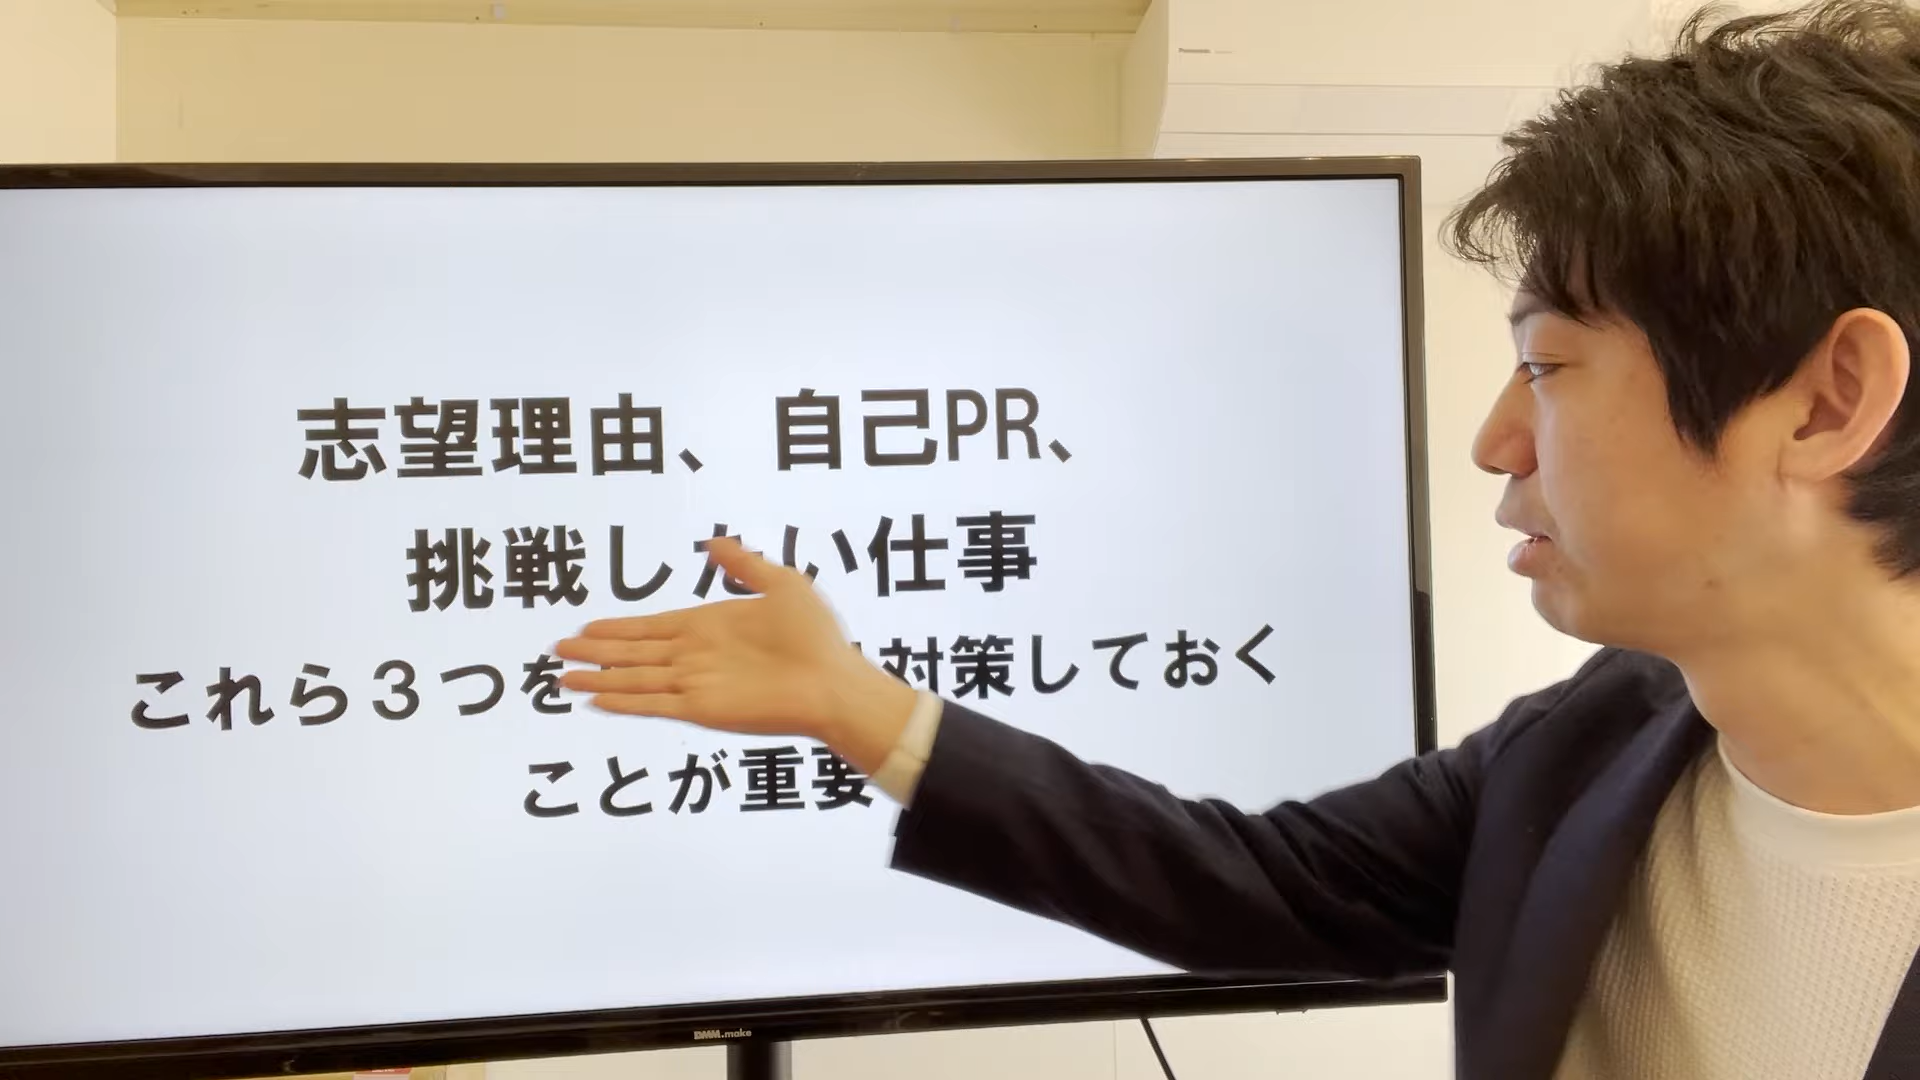 志望理由、自己PR、
挑戦したい仕事
これら３つを 対策しておく
ことが重要
DMM.make
Panasonic